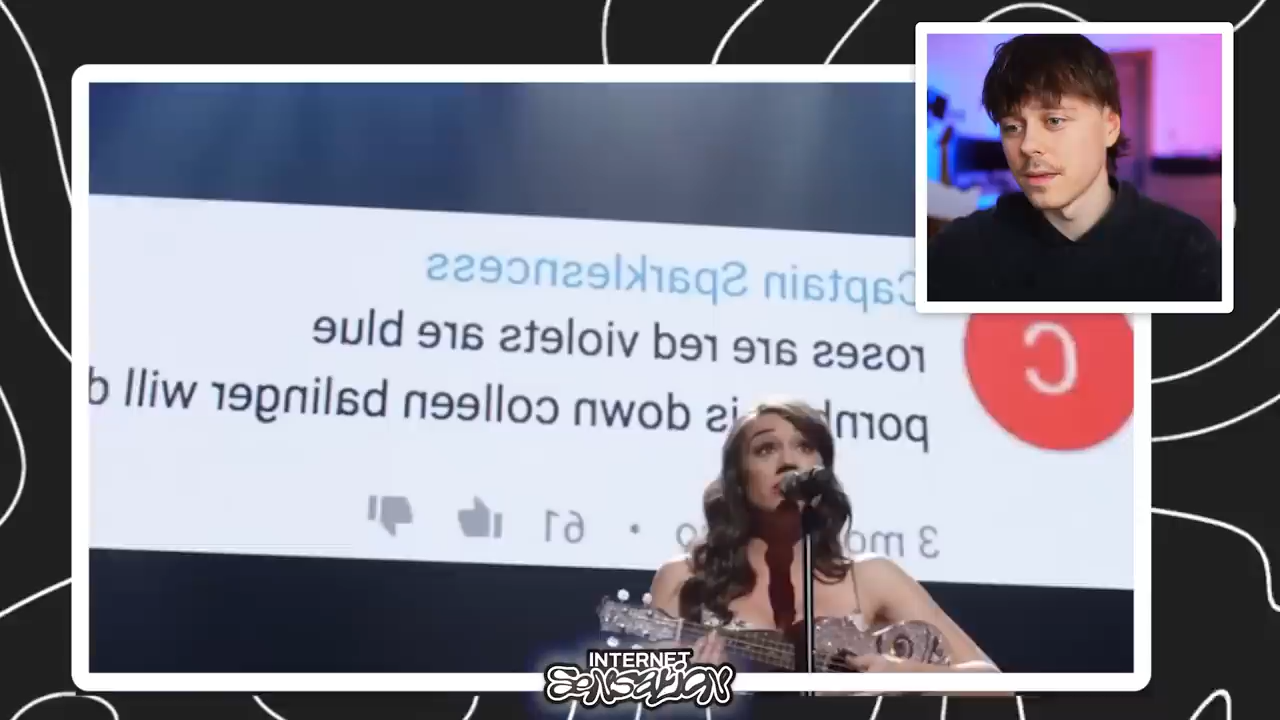 Captain Sparklesncess
roses are red violets are blue
is down colleen balinger will
3 mo
61
C
INTERNET
SENSATION